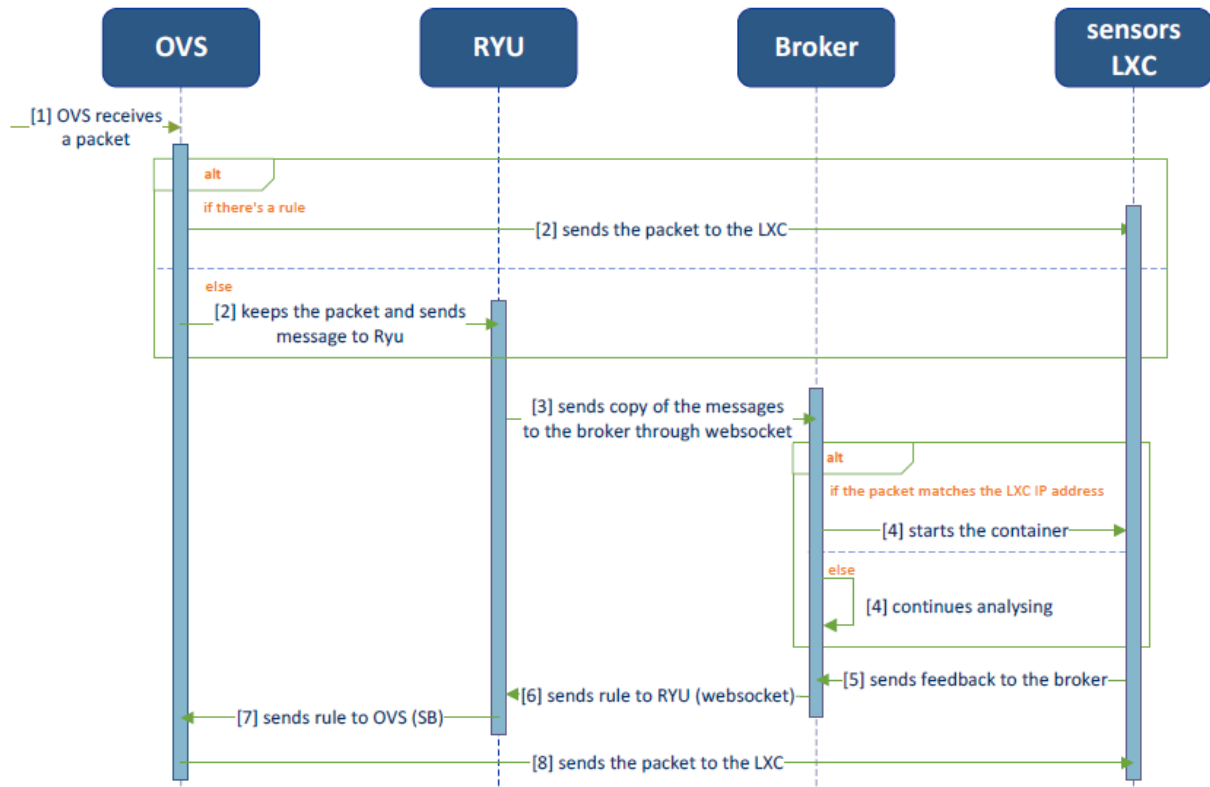 OVS
RYU
Broker
sensors
LXC
[1] OVS receives
a packet
alt
if there's a rule
[2] sends the packet to the LXC
else
[2] keeps the packet and sends
message to Ryu
[3] sends copy of the messages
to the broker through websocket
alt
if the packet matches the LXC IP address
[4] starts the container
else
[4] continues analysing
[5] sends feedback to the broker
[6] sends rule to RYU (websocket)
[7] sends rule to OVS (SB)
[8] sends the packet to the LXC